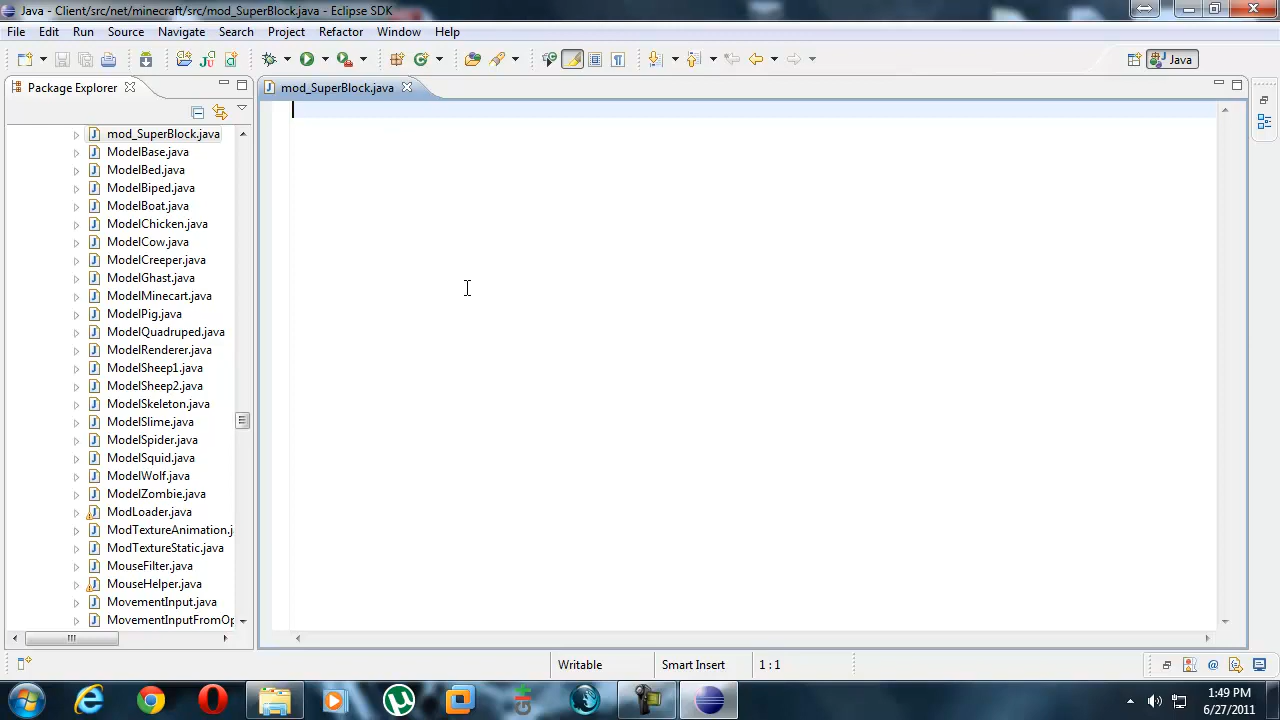 Java - Client/src/net/minecraft/src/mod_SuperBlock.java - Eclipse SDK
File Edit Run Source Navigate Search Project Refactor Window Help
Java
Package Explorer
mod_SuperBlock.java
mod_SuperBlock.java
ModelBase.java
ModelBed.java
ModelBiped.java
ModelBoat.java
ModelChicken.java
ModelCow.java
ModelCreeper.java
ModelGhast.java
ModelMinecart.java
ModelPig.java
ModelQuadruped.java
ModelRenderer.java
ModelSheep1.java
ModelSheep2.java
ModelSkeleton.java
ModelSlime.java
ModelSpider.java
ModelSquid.java
ModelWolf.java
ModelZombie.java
ModLoader.java
ModTextureAnimation.j
ModTextureStatic.java
MouseFilter.java
MouseHelper.java
MovementInput.java
MovementInputFromOp
Writable Smart Insert 1 : 1
1:49 PM
6/27/2011